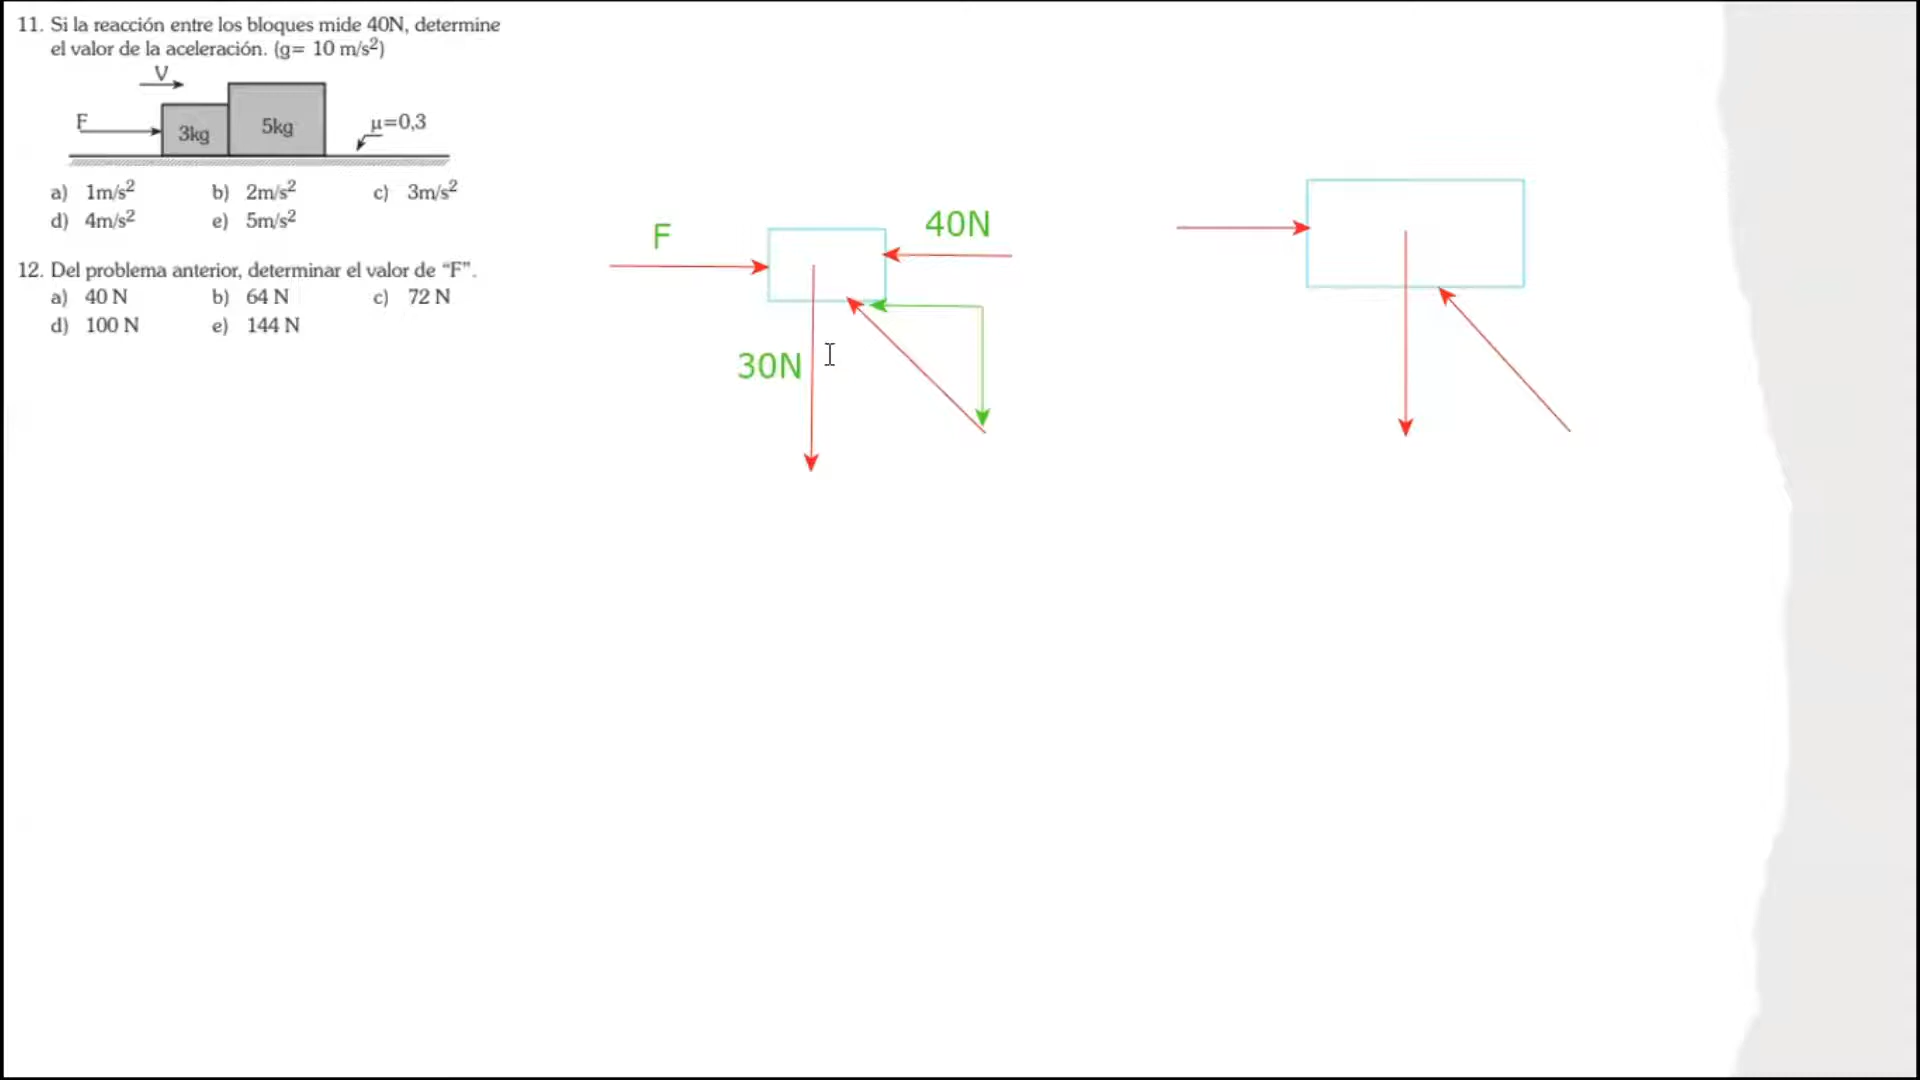 11. Si la reacción entre los bloques mide 40N, determine
el valor de la aceleración. (g= 10 m/s²)
V
F
3kg
5kg
µ=0,3
a) 1m/s² b) 2m/s² c) 3m/s²
d) 4m/s² e) 5m/s²
12. Del problema anterior, determinar el valor de “F”.
a) 40 N b) 64 N c) 72 N
d) 100 N e) 144 N
F
40N
30N